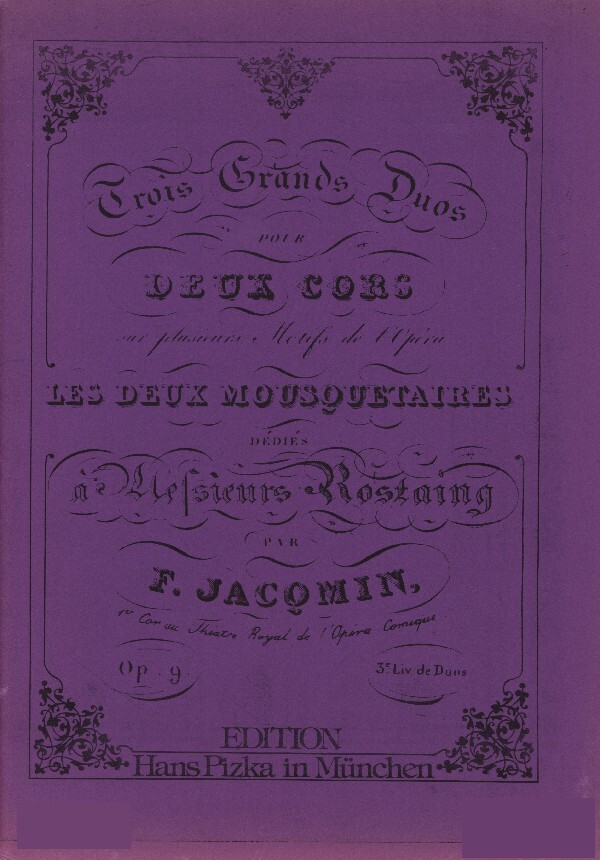 Trois Grands Duos
POUR
DEUX CORS
sur plusieurs Motifs de l'Opéra
LES DEUX MOUSQUETAIRES
DÉDIÉS
à Messieurs Rostaing
PAR
F. JACQMIN,
1er Cor au Theatre Royal de l'Opéra Comique
Op. 9. 3e Liv. de Duos
EDITION
Hans Pizka in München